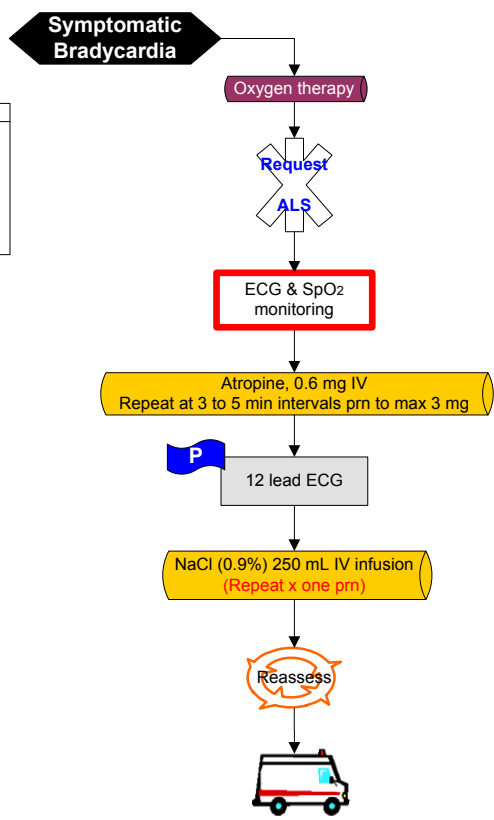 Symptomatic
Bradycardia
Oxygen therapy
Request
ALS
ECG & SpO2
monitoring
Atropine, 0.6 mg IV
Repeat at 3 to 5 min intervals prn to max 3 mg
P
12 lead ECG
NaCl (0.9%) 250 mL IV infusion
(Repeat x one prn)
Reassess